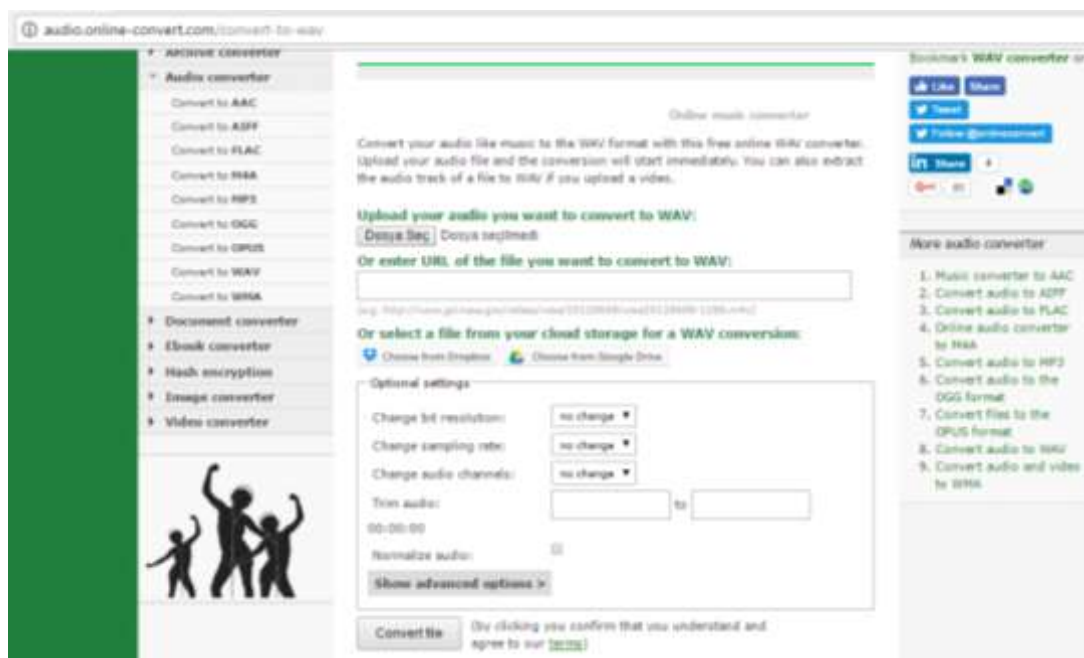 audio.online-convert.com/convert-to-wav
Archive converter
Audio converter
Convert to AAC
Convert to AIFF
Convert to FLAC
Convert to M4A
Convert to MP3
Convert to OGG
Convert to OPUS
Convert to WAV
Convert to WMA
Document converter
Ebook converter
Hash encryption
Image converter
Video converter
Online music converter
Convert your audio like music to the WAV format with this free online WAV converter.
Upload your audio file and the conversion will start immediately. You can also extract
the audio track of a file to WAV if you upload a video.
Upload your audio you want to convert to WAV:
Dosya Seç Dosya seçilmedi
Or enter URL of the file you want to convert to WAV:
Or select a file from your cloud storage for a WAV conversion:
Choose from Dropbox Choose from Google Drive
Optional settings
Change bit resolution: no change
Change sampling rate: no change
Change audio channels: no change
Trim audio: to
00:00:00
Normalize audio:
Show advanced options >
Convert file (by clicking you confirm that you understand and
agree to our terms)
Bookmark WAV converter on
Like Share
Tweet
Follow @onlineconvert
in Share
More audio converter
1. Music converter to AAC
2. Convert audio to AIFF
3. Convert audio to FLAC
4. Online audio converter
to M4A
5. Convert audio to MP3
6. Convert audio to the
OGG format
7. Convert files to the
OPUS format
8. Convert audio to WAV
9. Convert audio and video
to WMA